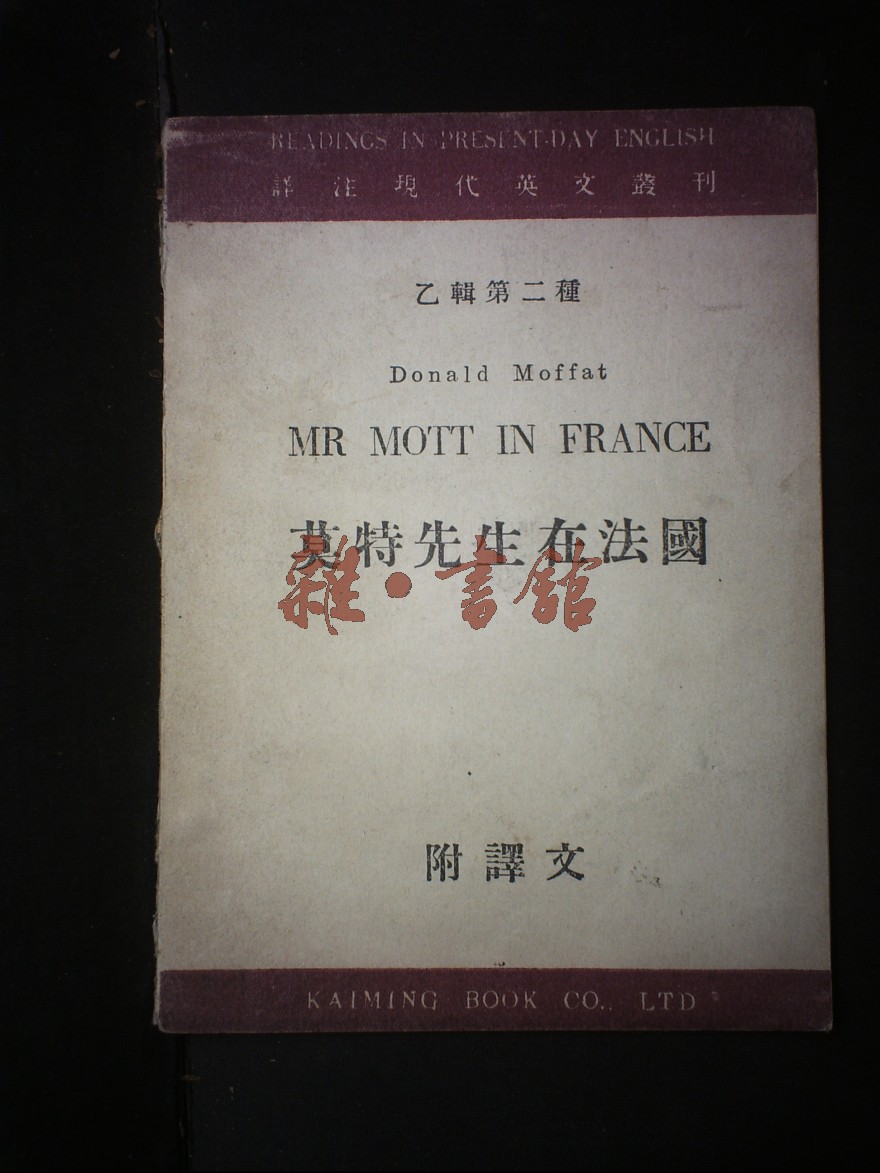 READINGS IN PRESENT-DAY ENGLISH
詳注現代英文叢刊
乙輯第二種
Donald Moffat
MR MOTT IN FRANCE
莫特先生在法國
雜·書館
附譯文
KAIMING BOOK CO., LTD